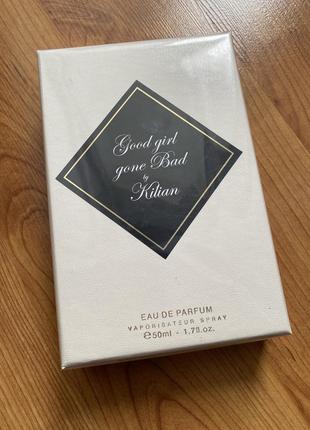 Good girl
gone Bad
by
Kilian
EAU DE PARFUM
VAPORISATEUR SPRAY
℮50ml - 1.7fl.oz.